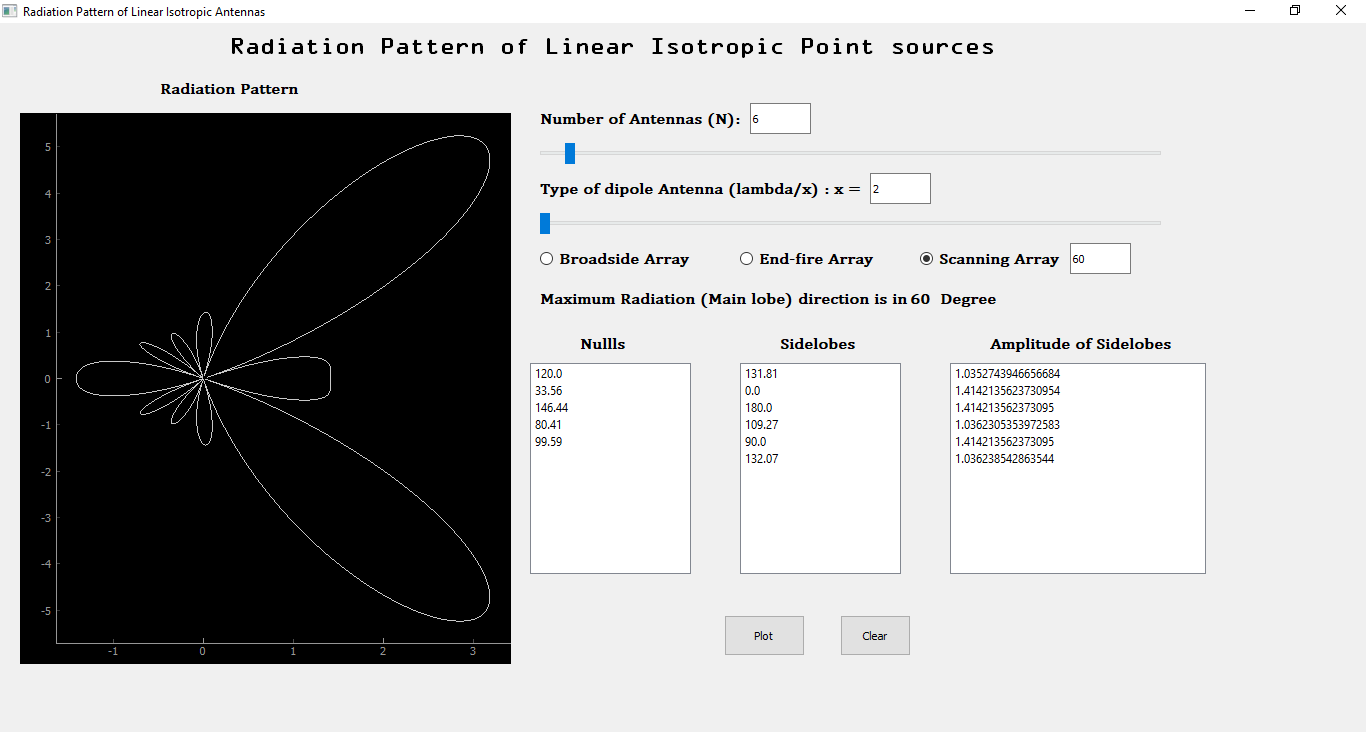 Radiation Pattern of Linear Isotropic Antennas
Radiation Pattern of Linear Isotropic Point sources
Radiation Pattern
5
4
3
2
1
0
-1
-2
-3
-4
-5
-1 0 1 2 3
Number of Antennas (N): 6
Type of dipole Antenna (lambda/x) : x = 2
Broadside Array End-fire Array Scanning Array 60
Maximum Radiation (Main lobe) direction is in 60 Degree
Nullls
120.0
33.56
146.44
80.41
99.59
Sidelobes
131.81
0.0
180.0
109.27
90.0
132.07
Amplitude of Sidelobes
1.0352743946656684
1.4142135623730954
1.414213562373095
1.0362305353972583
1.414213562373095
1.036238542863544
Plot Clear